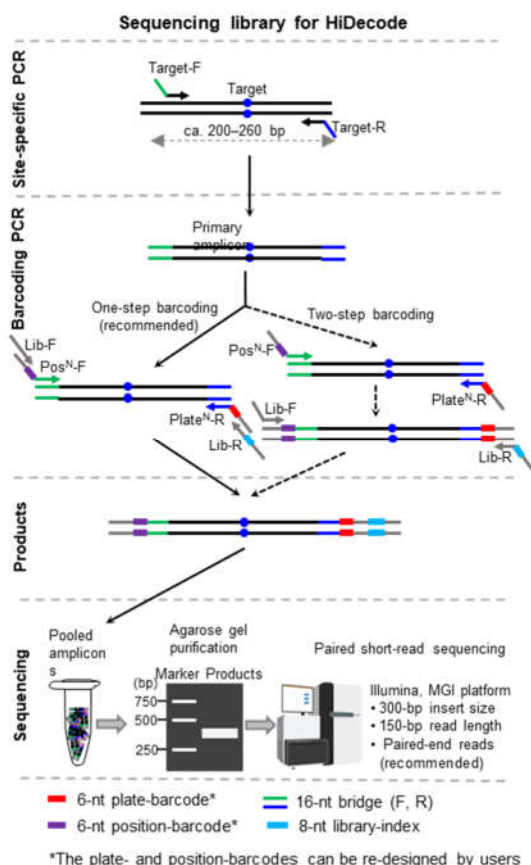 Sequencing library for HiDecode
Site-specific PCR
Target-F
Target
Target-R
ca. 200–260 bp
Barcoding PCR
Primary
amplicon
One-step barcoding
(recommended)
Two-step barcoding
Lib-F
Pos^N-F
Plate^N-R
Lib-R
Pos^N-F
Plate^N-R
Lib-F
Lib-R
Products
Sequencing
Pooled
amplicon
s
Agarose gel
purification
Marker Products
(bp)
750
500
250
Paired short-read sequencing
Illumina, MGI platform
• 300-bp insert size
• 150-bp read length
• Paired-end reads
(recommended)
6-nt plate-barcode*
16-nt bridge (F, R)
6-nt position-barcode*
8-nt library-index
*The plate- and position-barcodes can be re-designed by users